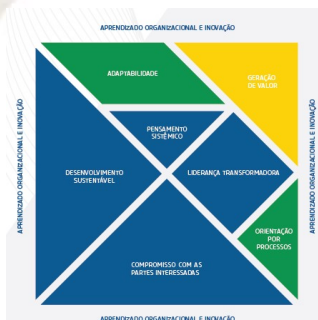 APRENDIZADO ORGANIZACIONAL E INOVAÇÃO
ADAPTABILIDADE
GERAÇÃO
DE VALOR
PENSAMENTO
SISTÊMICO
DESENVOLVIMENTO
SUSTENTÁVEL
LIDERANÇA TRANSFORMADORA
ORIENTAÇÃO
POR
PROCESSOS
COMPROMISSO COM AS
PARTES INTERESSADAS
APRENDIZADO ORGANIZACIONAL E INOVAÇÃO
APRENDIZADO ORGANIZACIONAL E INOVAÇÃO
APRENDIZADO ORGANIZACIONAL E INOVAÇÃO